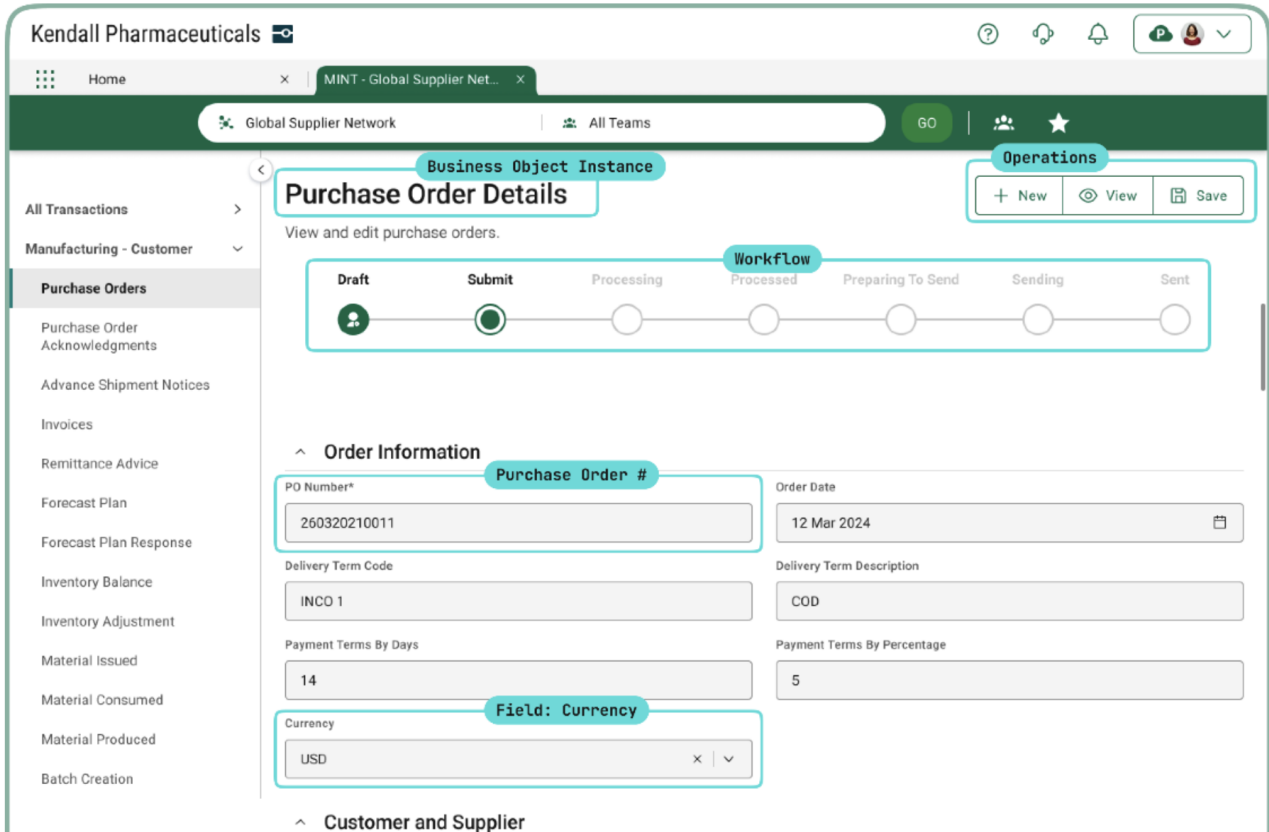 Kendall Pharmaceuticals
Home
MINT - Global Supplier Net...
Global Supplier Network
All Teams
GO
Business Object Instance
Operations
Purchase Order Details
New
View
Save
View and edit purchase orders.
All Transactions
Manufacturing - Customer
Purchase Orders
Purchase Order
Acknowledgments
Advance Shipment Notices
Invoices
Remittance Advice
Forecast Plan
Forecast Plan Response
Inventory Balance
Inventory Adjustment
Material Issued
Material Consumed
Material Produced
Batch Creation
Workflow
Draft
Submit
Processing
Processed
Preparing To Send
Sending
Sent
Order Information
Purchase Order #
PO Number*
260320210011
Order Date
12 Mar 2024
Delivery Term Code
INCO 1
Delivery Term Description
COD
Payment Terms By Days
14
Payment Terms By Percentage
5
Field: Currency
Currency
USD
Customer and Supplier